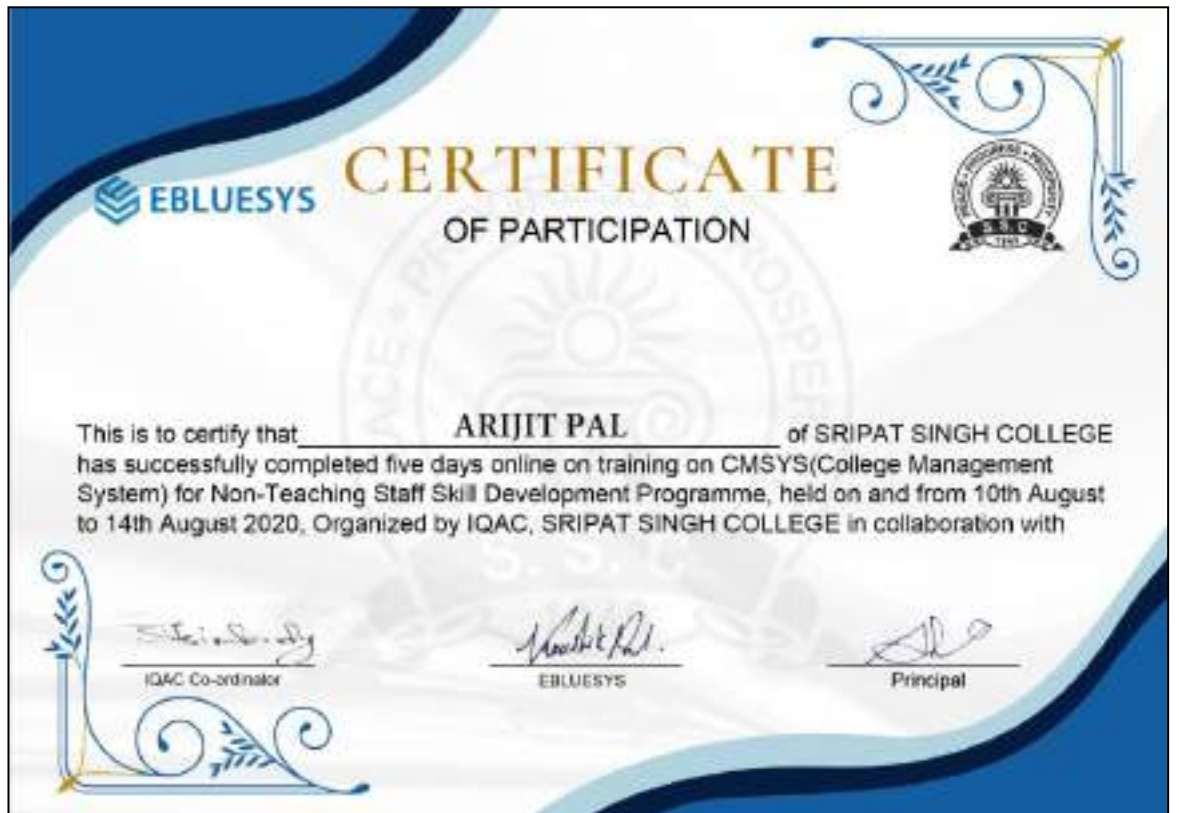 CERTIFICATE
EBLUESYS
OF PARTICIPATION
PEACE • PROGRESS • PROSPERITY
S. S. C
This is to certify that ARIJIT PAL of SRIPAT SINGH COLLEGE
has successfully completed five days online on training on CMSYS(College Management
System) for Non-Teaching Staff Skill Development Programme, held on and from 10th August
to 14th August 2020, Organized by IQAC, SRIPAT SINGH COLLEGE in collaboration with
S. S. C
IQAC Co-ordinator
EBLUESYS
Principal